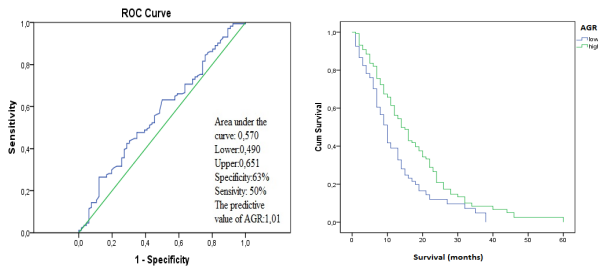 ROC Curve
1,0
0,8
0,6
0,4
0,2
0,0
Sensitivity
0,0 0,2 0,4 0,6 0,8 1,0
1 - Specificity
Area under the
curve: 0,570
Lower:0,490
Upper:0,651
Specificity:63%
Sensivity: 50%
The predictive
value of AGR:1,01
AGR
low
high
1,0
0,8
0,6
0,4
0,2
0,0
Cum Survival
0 10 20 30 40 50 60
Survival (months)